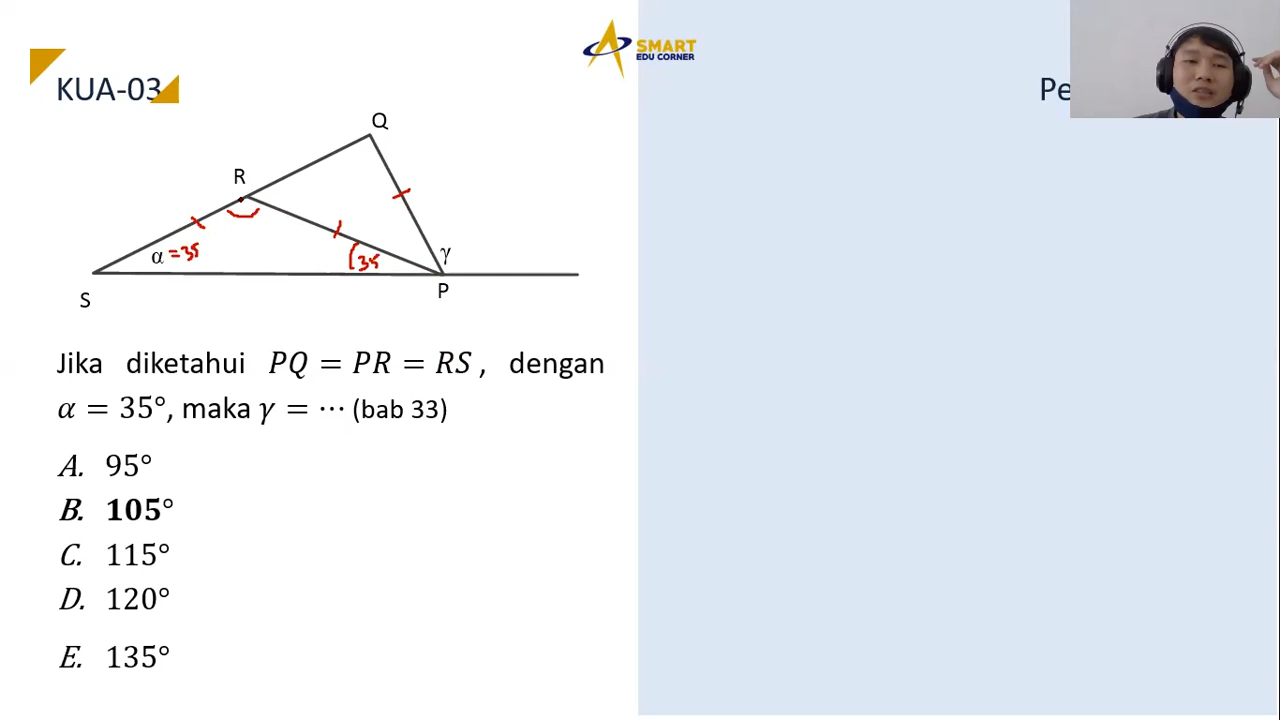 SMART
EDU CORNER
KUA-03
Pe
Q
R
α = 35
35
γ
S
P
Jika diketahui PQ = PR = RS , dengan
α = 35°, maka γ = ⋯ (bab 33)
A. 95°
B. 105°
C. 115°
D. 120°
E. 135°